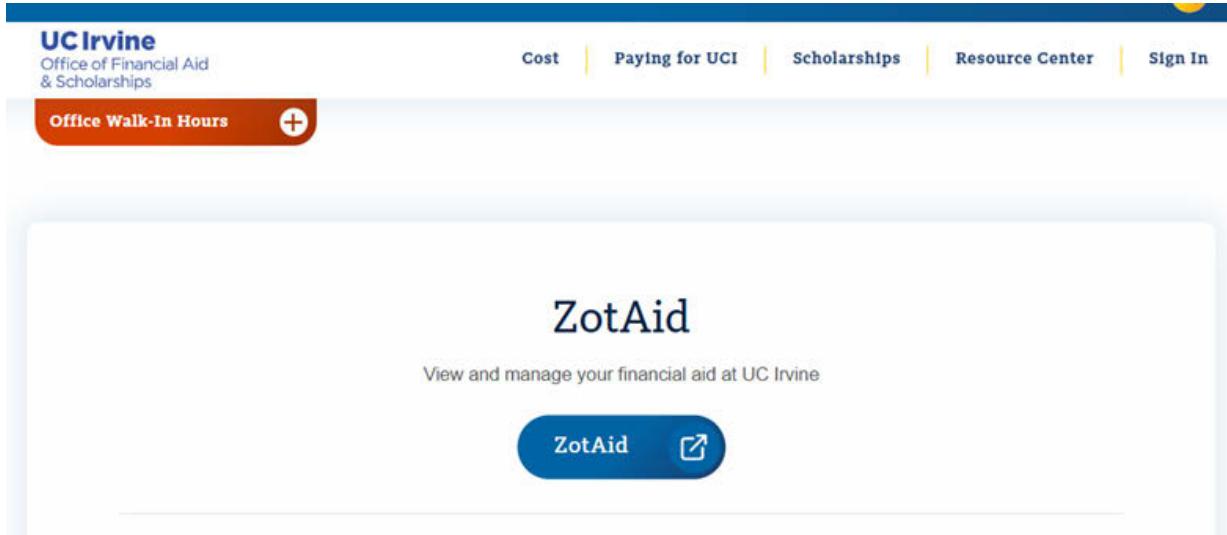 UC Irvine
Office of Financial Aid
& Scholarships
Cost
Paying for UCI
Scholarships
Resource Center
Sign In
Office Walk-In Hours
ZotAid
View and manage your financial aid at UC Irvine
ZotAid